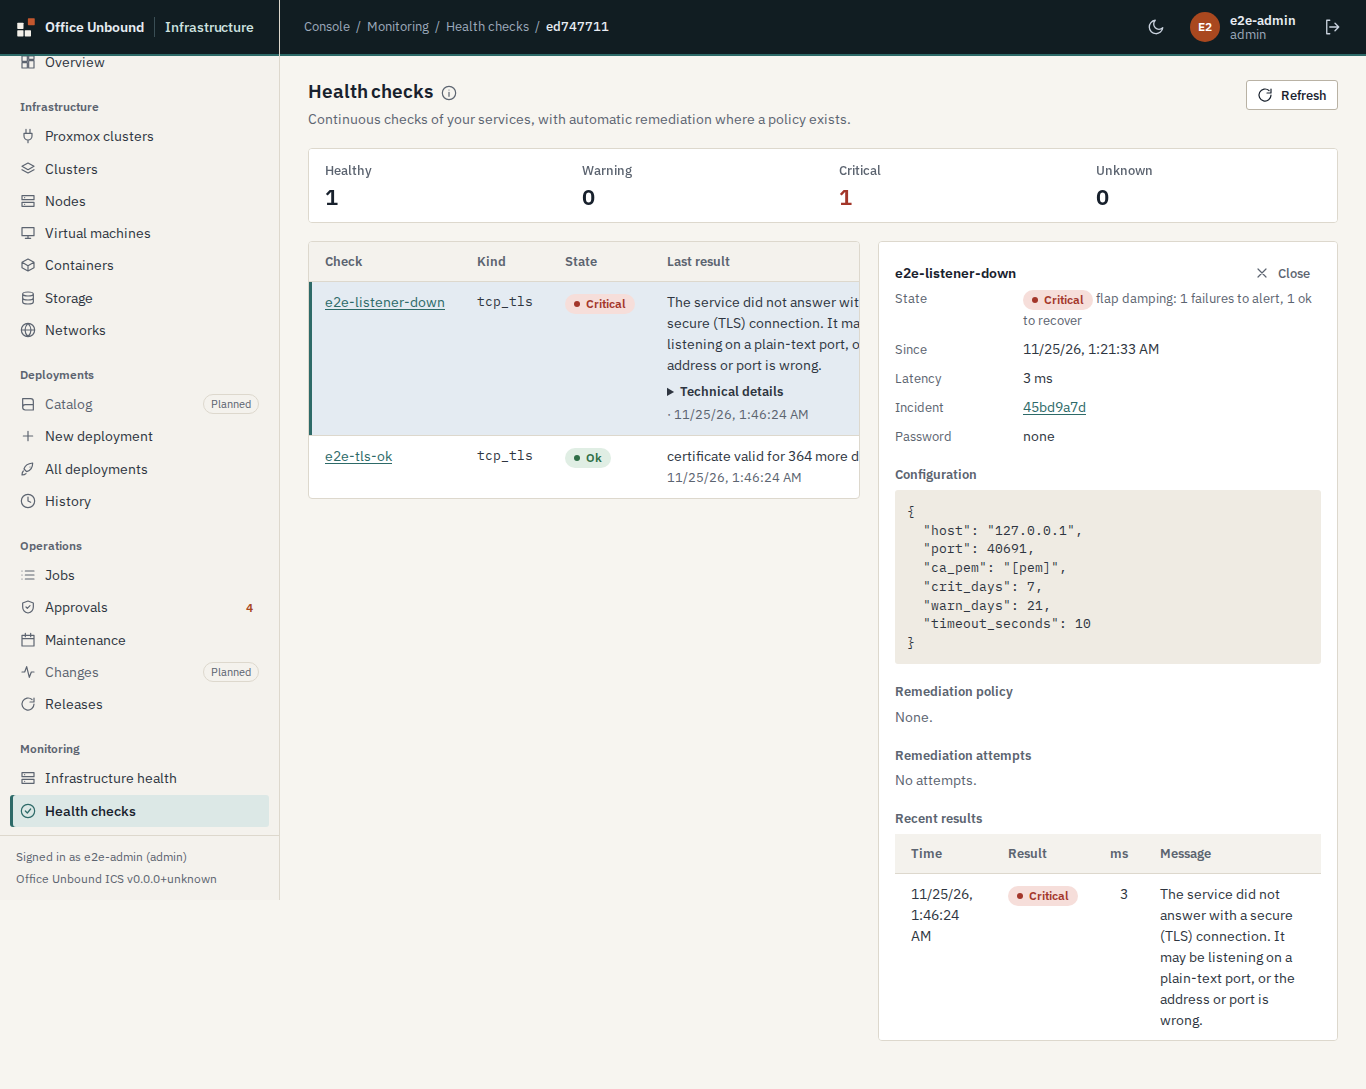 Office Unbound
Infrastructure
Console / Monitoring / Health checks / ed747711
E2
e2e-admin
admin
Overview
Infrastructure
Proxmox clusters
Clusters
Nodes
Virtual machines
Containers
Storage
Networks
Deployments
Catalog
Planned
New deployment
All deployments
History
Operations
Jobs
Approvals
4
Maintenance
Changes
Planned
Releases
Monitoring
Infrastructure health
Health checks
Signed in as e2e-admin (admin)
Office Unbound ICS v0.0.0+unknown
Health checks
Continuous checks of your services, with automatic remediation where a policy exists.
Refresh
Healthy
1
Warning
0
Critical
1
Unknown
0
Check Kind State Last result
e2e-listener-down tcp_tls Critical
The service did not answer wit
secure (TLS) connection. It ma
listening on a plain-text port, o
address or port is wrong.
Technical details
· 11/25/26, 1:46:24 AM
e2e-tls-ok tcp_tls Ok
certificate valid for 364 more d
11/25/26, 1:46:24 AM
e2e-listener-down
Close
State Critical flap damping: 1 failures to alert, 1 ok
to recover
Since 11/25/26, 1:21:33 AM
Latency 3 ms
Incident 45bd9a7d
Password none
Configuration
{
"host": "127.0.0.1",
"port": 40691,
"ca_pem": "[pem]",
"crit_days": 7,
"warn_days": 21,
"timeout_seconds": 10
}
Remediation policy
None.
Remediation attempts
No attempts.
Recent results
Time Result ms Message
11/25/26,
1:46:24
AM
Critical
3
The service did not
answer with a secure
(TLS) connection. It
may be listening on a
plain-text port, or the
address or port is
wrong.